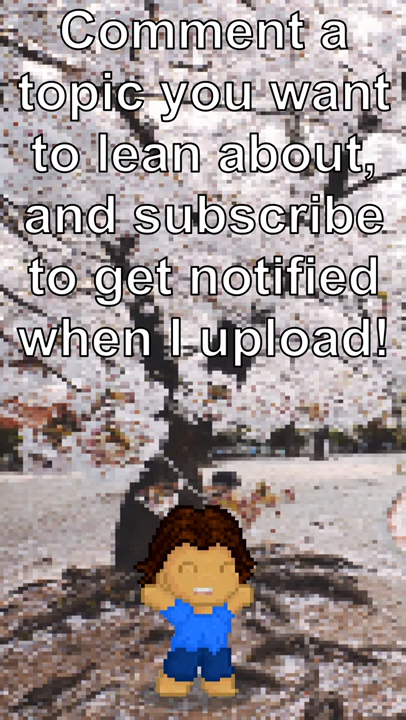 Comment a
topic you want
to lean about,
and subscribe
to get notified
when I upload!